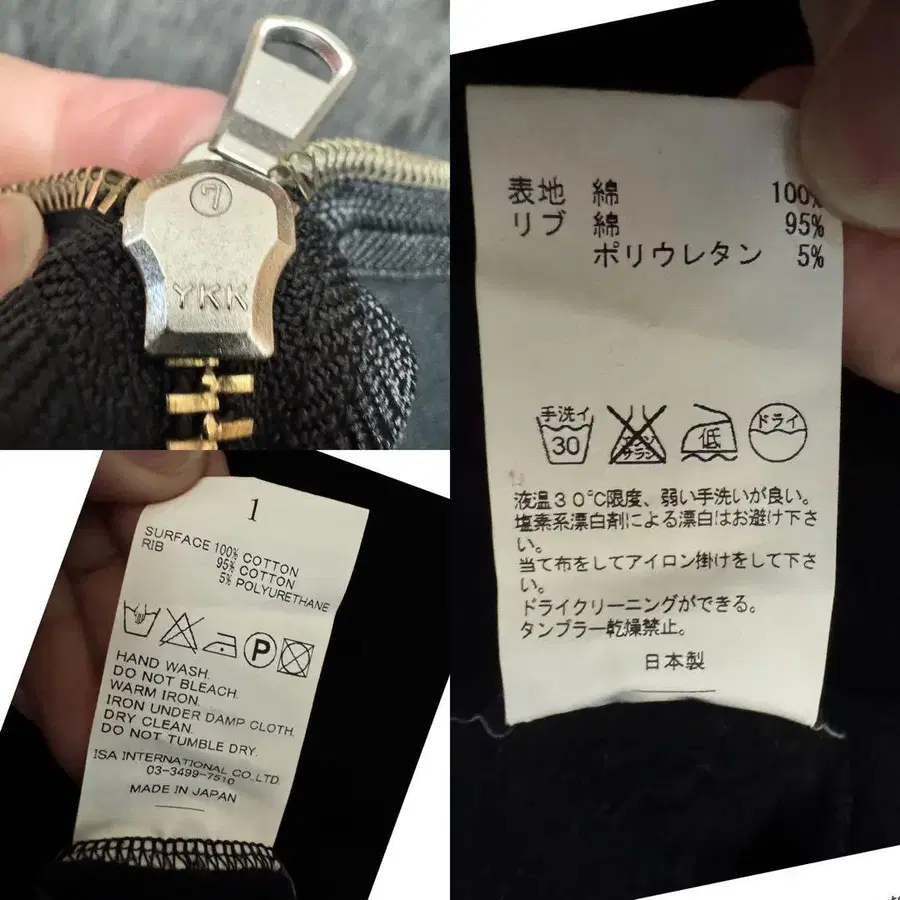 7
YKK
表地 綿 100%
リブ 綿 95%
ポリウレタン 5%
手洗イ
30
低
ドライ
液温30℃限度、弱い手洗いが良い。
塩素系漂白剤による漂白はお避け下さ
い。
当て布をしてアイロン掛けをして下さ
い。
ドライクリーニングができる。
タンブラー乾燥禁止。
日本製
1
SURFACE 100% COTTON
RIB 95% COTTON
5% POLYURETHANE
P
HAND WASH.
DO NOT BLEACH.
WARM IRON.
IRON UNDER DAMP CLOTH.
DRY CLEAN.
DO NOT TUMBLE DRY.
ISA INTERNATIONAL CO.,LTD.
03-3499-7510
MADE IN JAPAN